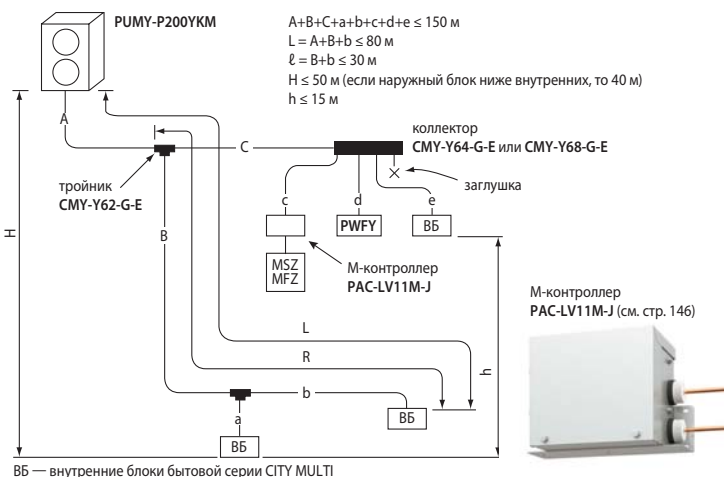 PUMY-P200YKM
A+B+C+a+b+c+d+e ≤ 150 м
L = A+B+b ≤ 80 м
ℓ = B+b ≤ 30 м
H ≤ 50 м (если наружный блок ниже внутренних, то 40 м)
h ≤ 15 м
A
C
коллектор
CMY-Y64-G-E или CMY-Y68-G-E
тройник
CMY-Y62-G-E
заглушка
c
d
e
PWFY
ВБ
H
B
MSZ
MFZ
М-контроллер
PAC-LV11M-J
М-контроллер
PAC-LV11M-J (см. стр. 146)
L
R
h
b
a
ВБ
ВБ
ВБ — внутренние блоки бытовой серии CITY MULTI